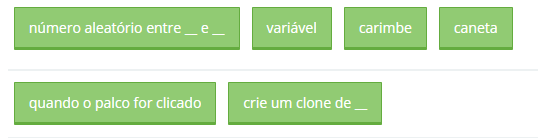 número aleatório entre __ e __ variável carimbe caneta
quando o palco for clicado crie um clone de __